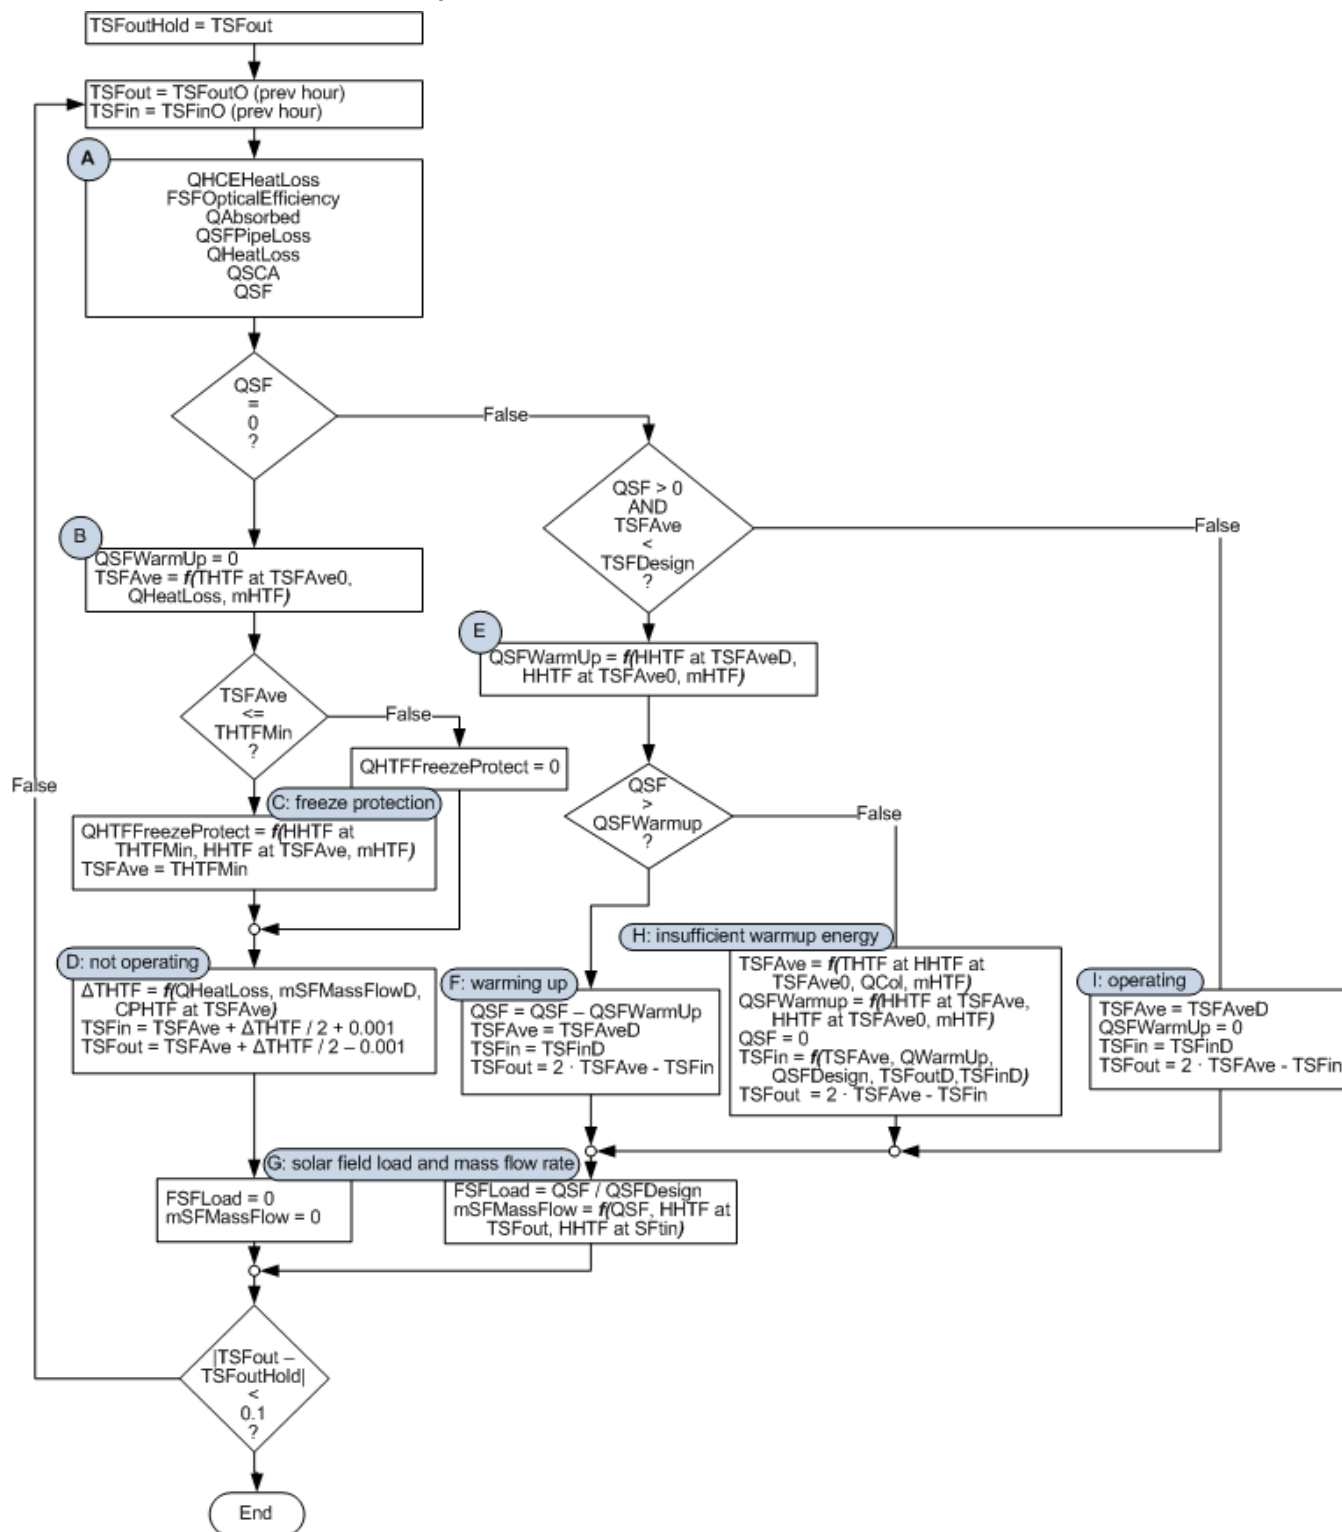 TSFoutHold = TSFout
TSFout = TSFoutO (prev hour)
TSFin = TSFinO (prev hour)
A
QHCEHeatLoss
FSFOpticalEfficiency
QAbsorbed
QSFPipeLoss
QHeatLoss
QSCA
QSF
QSF
=
0
?
False
QSF > 0
AND
TSFAve
<
TSFDesign
?
False
B
QSFWarmUp = 0
TSFAve = f(THTF at TSFAve0,
QHeatLoss, mHTF)
E
QSFWarmUp = f(HHTF at TSFAveD,
HHTF at TSFAve0, mHTF)
TSFAve
<=
THTFMin
?
False
QHTFFreezeProtect = 0
QSF
>
QSFWarmup
?
False
False
C: freeze protection
QHTFFreezeProtect = f(HHTF at
THTFMin, HHTF at TSFAve, mHTF)
TSFAve = THTFMin
D: not operating
ΔTHTF = f(QHeatLoss, mSFMassFlowD,
CPHTF at TSFAve)
TSFin = TSFAve + ΔTHTF / 2 + 0.001
TSFout = TSFAve + ΔTHTF / 2 – 0.001
F: warming up
QSF = QSF – QSFWarmUp
TSFAve = TSFAveD
TSFin = TSFinD
TSFout = 2 · TSFAve - TSFin
H: insufficient warmup energy
TSFAve = f(THTF at HHTF at
TSFAve0, QCol, mHTF)
QSFWarmup = f(HHTF at TSFAve,
HHTF at TSFAve0, mHTF)
QSF = 0
TSFin = f(TSFAve, QWarmUp,
QSFDesign, TSFoutD,TSFinD)
TSFout = 2 · TSFAve - TSFin
I: operating
TSFAve = TSFAveD
QSFWarmUp = 0
TSFin = TSFinD
TSFout = 2 · TSFAve - TSFin
G: solar field load and mass flow rate
FSFLoad = 0
mSFMassFlow = 0
FSFLoad = QSF / QSFDesign
mSFMassFlow = f(QSF, HHTF at
TSFout, HHTF at SFtin)
|TSFout –
TSFoutHold|
<
0.1
?
End